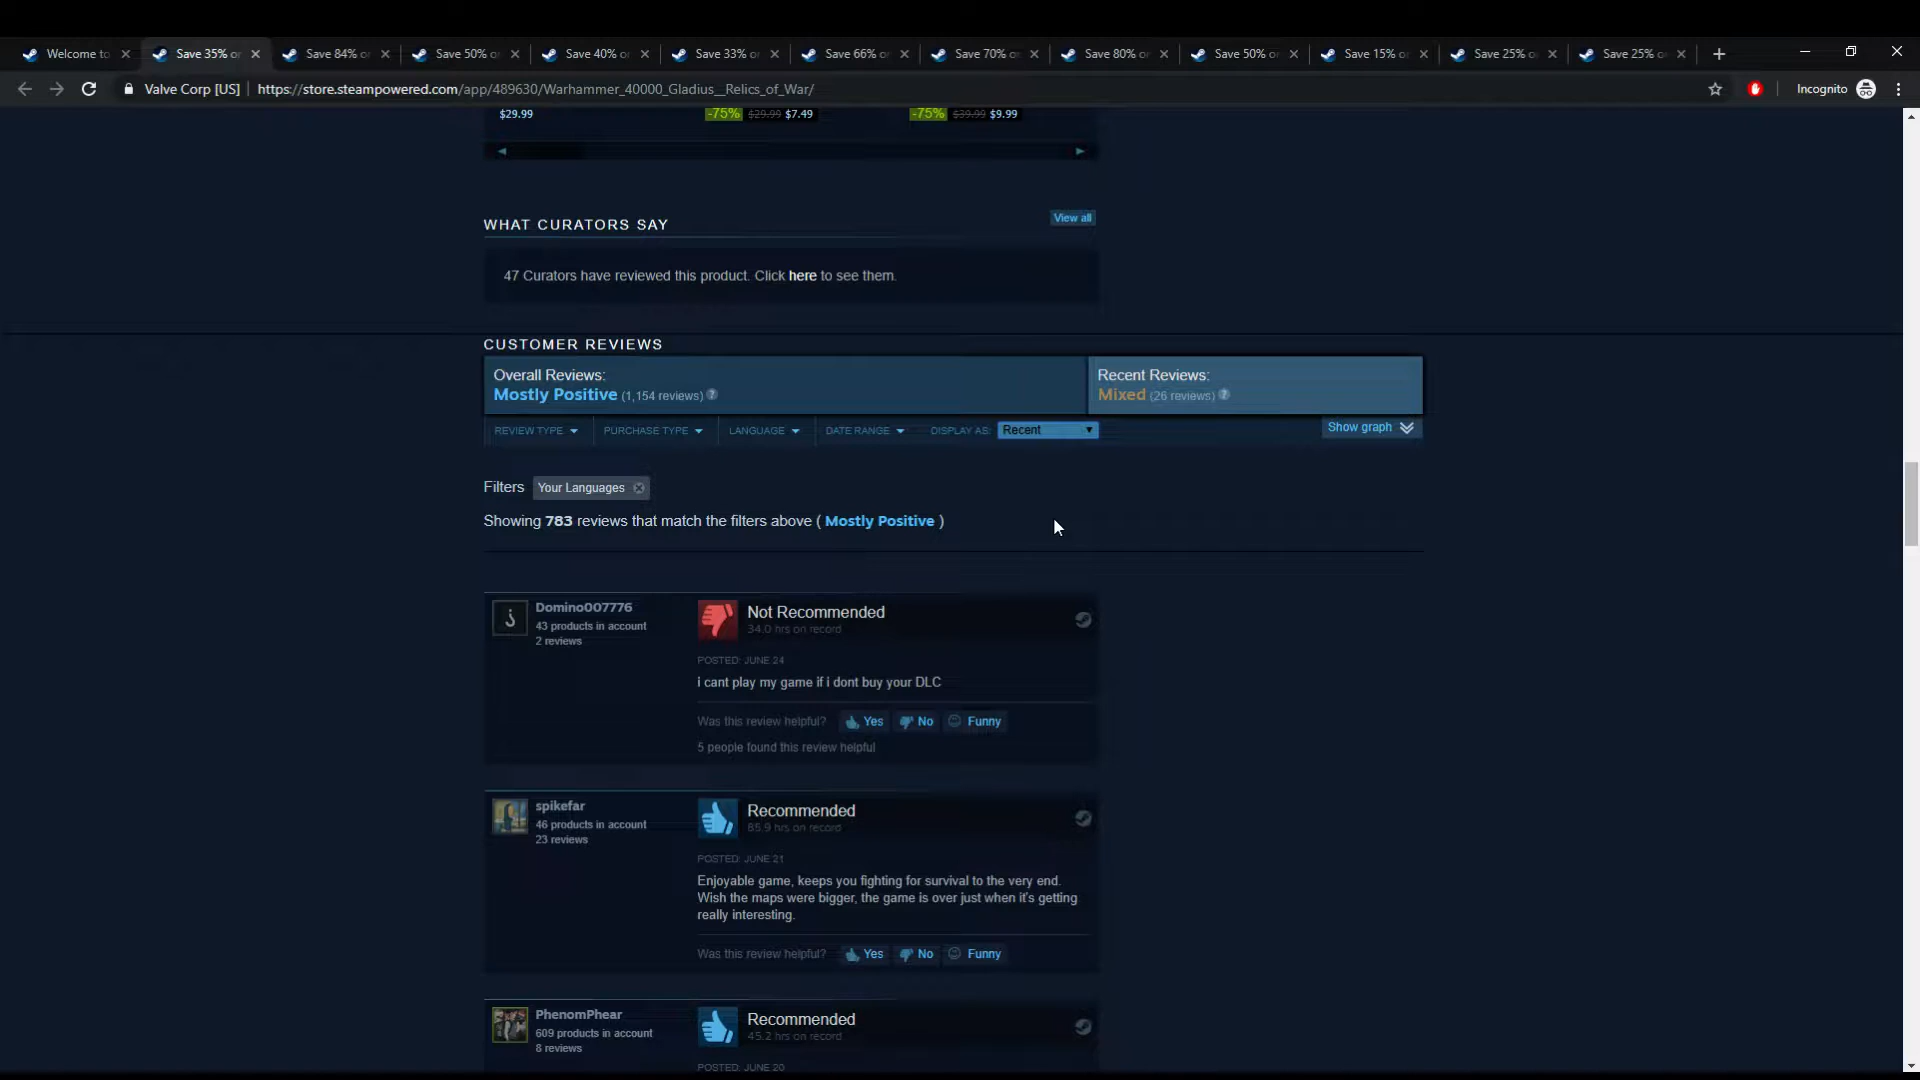 Welcome to
Save 35% or
Save 84% o
Save 50% o
Save 40% o
Save 33% o
Save 66% o
Save 70% o
Save 80% o
Save 50% o
Save 15% o
Save 25% o
Save 25% o
Valve Corp [US] https://store.steampowered.com/app/489630/Warhammer_40000_Gladius__Relics_of_War/ Incognito
$29.99 -75% $29.99 $7.49 -75% $39.99 $9.99
WHAT CURATORS SAY View all
47 Curators have reviewed this product. Click here to see them.
CUSTOMER REVIEWS
Overall Reviews:
Mostly Positive (1,154 reviews) ?
Recent Reviews:
Mixed (26 reviews) ?
REVIEW TYPE PURCHASE TYPE LANGUAGE DATE RANGE DISPLAY AS: Recent Show graph
Filters Your Languages
Showing 783 reviews that match the filters above ( Mostly Positive )
Domino007776
43 products in account
2 reviews
Not Recommended
34.0 hrs on record
POSTED: JUNE 24
i cant play my game if i dont buy your DLC
Was this review helpful? Yes No Funny
5 people found this review helpful
spikefar
46 products in account
23 reviews
Recommended
85.9 hrs on record
POSTED: JUNE 21
Enjoyable game, keeps you fighting for survival to the very end.
Wish the maps were bigger, the game is over just when it's getting
really interesting.
Was this review helpful? Yes No Funny
PhenomPhear
609 products in account
8 reviews
Recommended
45.2 hrs on record
POSTED: JUNE 20